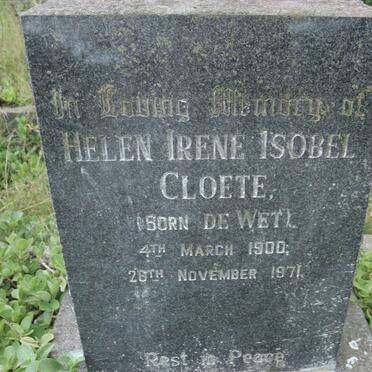 In Loving Memory of
HELEN IRENE ISOBEL
CLOETE,
(BORN DE WET).
4TH MARCH 1900;
26TH NOVEMBER 1971.
Rest in Peace